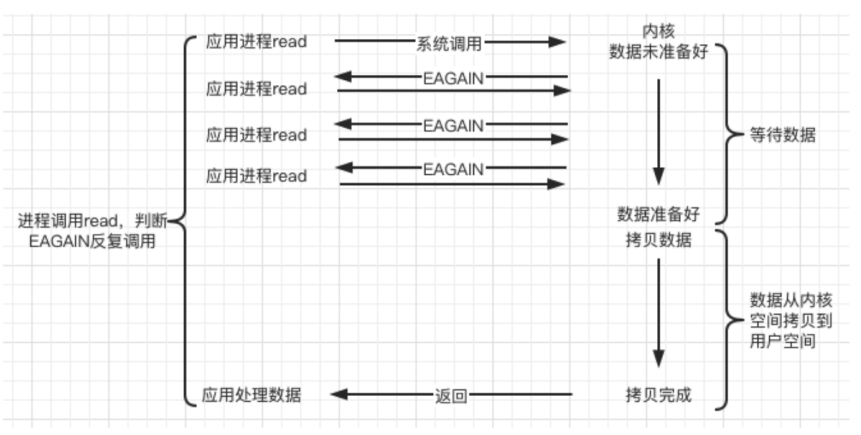 应用进程read
系统调用
内核
数据未准备好
应用进程read
EAGAIN
应用进程read
EAGAIN
等待数据
应用进程read
EAGAIN
进程调用read，判断
EAGAIN反复调用
数据准备好
拷贝数据
数据从内核
空间拷贝到
用户空间
应用处理数据
返回
拷贝完成